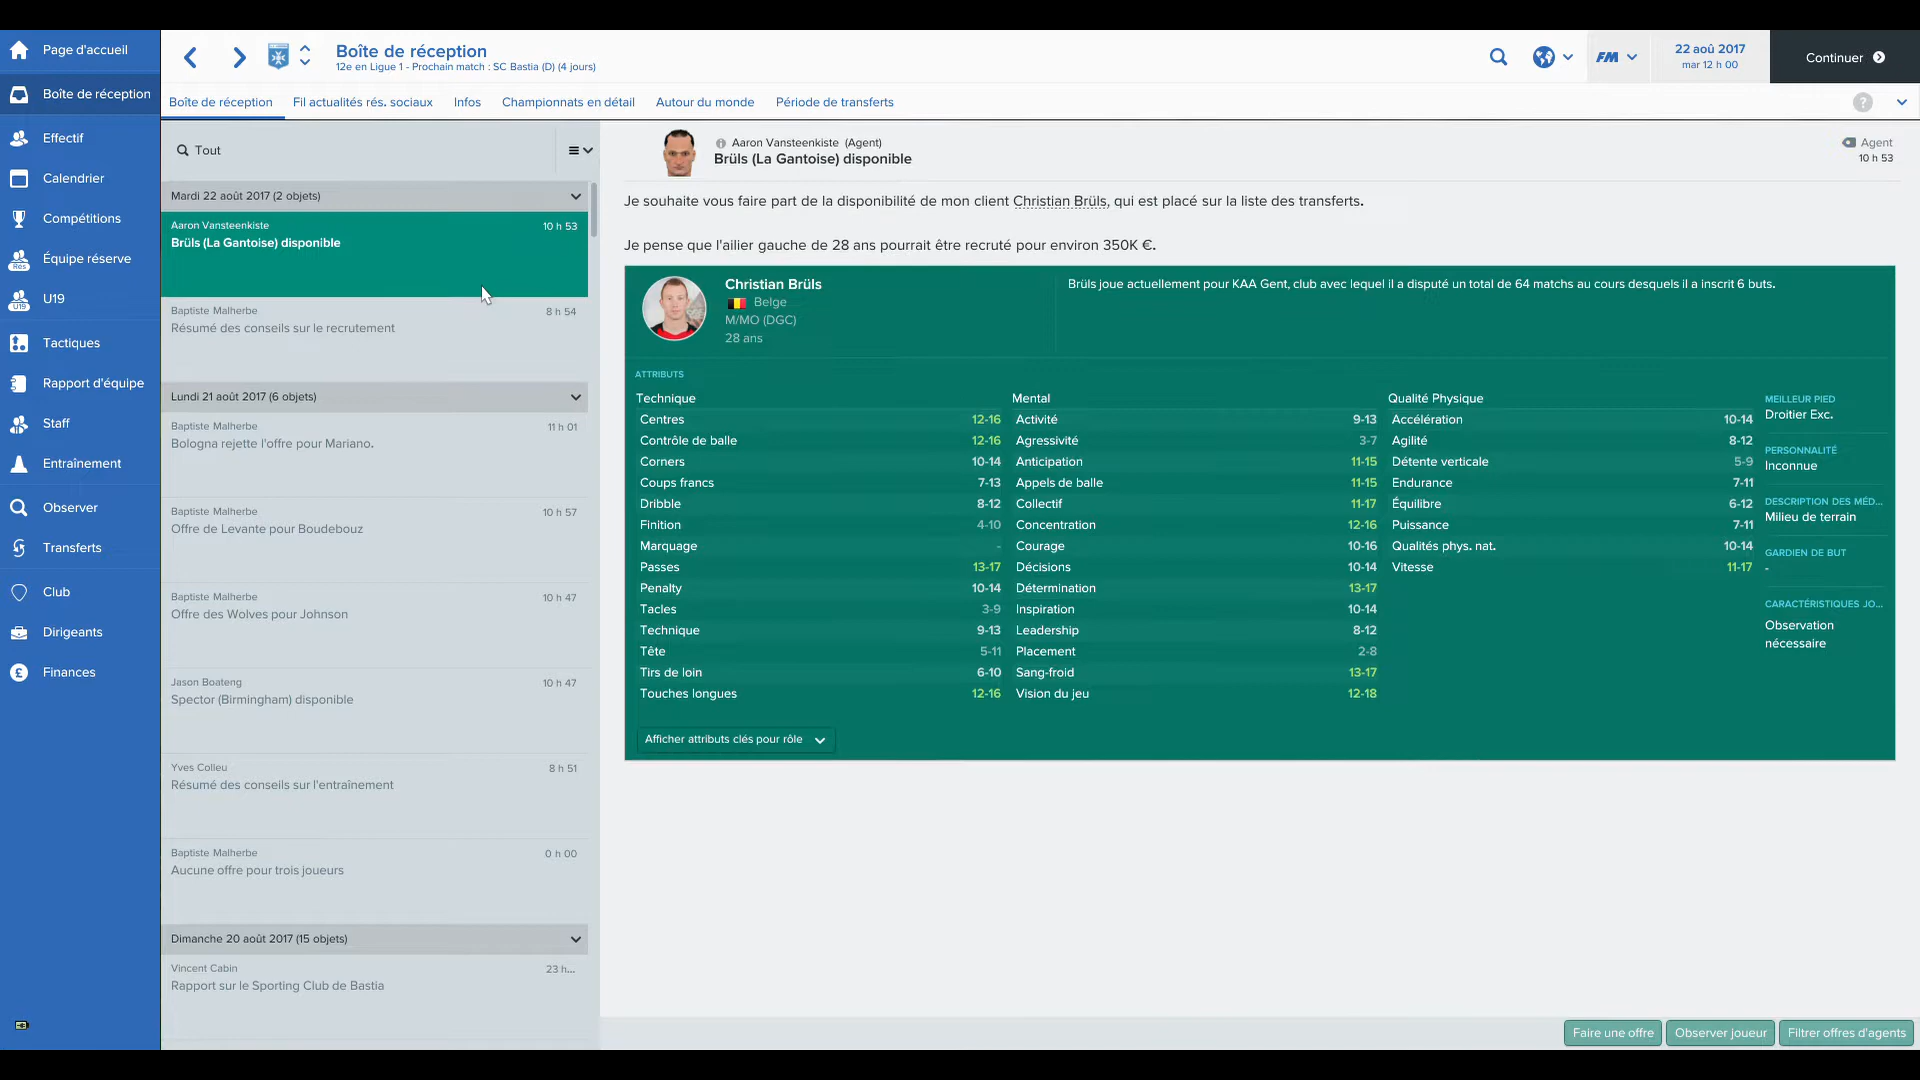 Page d'accueil
Boîte de réception
Effectif
Calendrier
Compétitions
Res
Équipe réserve
U19
U19
Tactiques
Rapport d'équipe
Staff
Entraînement
Observer
Transferts
Club
Dirigeants
Finances
Boîte de réception
12e en Ligue 1 - Prochain match : SC Bastia (D) (4 jours)
FM
22 aoû 2017
mar 12 h 00
Continuer
Boîte de réception Fil actualités rés. sociaux Infos Championnats en détail Autour du monde Période de transferts
?
Tout
Mardi 22 août 2017 (2 objets)
Aaron Vansteenkiste 10 h 53
Brüls (La Gantoise) disponible
Baptiste Malherbe 8 h 54
Résumé des conseils sur le recrutement
Lundi 21 août 2017 (6 objets)
Baptiste Malherbe 11 h 01
Bologna rejette l'offre pour Mariano.
Baptiste Malherbe 10 h 57
Offre de Levante pour Boudebouz
Baptiste Malherbe 10 h 47
Offre des Wolves pour Johnson
Jason Boateng 10 h 47
Spector (Birmingham) disponible
Yves Colleu 8 h 51
Résumé des conseils sur l'entraînement
Baptiste Malherbe 0 h 00
Aucune offre pour trois joueurs
Dimanche 20 août 2017 (15 objets)
Vincent Cabin 23 h...
Rapport sur le Sporting Club de Bastia
Aaron Vansteenkiste (Agent)
Brüls (La Gantoise) disponible
Agent
10 h 53
Je souhaite vous faire part de la disponibilité de mon client Christian Brüls, qui est placé sur la liste des transferts.
Je pense que l'ailier gauche de 28 ans pourrait être recruté pour environ 350K €.
Christian Brüls
Belge
M/MO (DGC)
28 ans
Brüls joue actuellement pour KAA Gent, club avec lequel il a disputé un total de 64 matchs au cours desquels il a inscrit 6 buts.
ATTRIBUTS
Technique
Centres 12-16
Contrôle de balle 12-16
Corners 10-14
Coups francs 7-13
Dribble 8-12
Finition 4-10
Marquage -
Passes 13-17
Penalty 10-14
Tacles 3-9
Technique 9-13
Tête 5-11
Tirs de loin 6-10
Touches longues 12-16
Mental
Activité 9-13
Agressivité 3-7
Anticipation 11-15
Appels de balle 11-15
Collectif 11-17
Concentration 12-16
Courage 10-16
Décisions 10-14
Détermination 13-17
Inspiration 10-14
Leadership 8-12
Placement 2-8
Sang-froid 13-17
Vision du jeu 12-18
Qualité Physique
Accélération 10-14
Agilité 8-12
Détente verticale 5-9
Endurance 7-11
Équilibre 6-12
Puissance 7-11
Qualités phys. nat. 10-14
Vitesse 11-17
MEILLEUR PIED
Droitier Exc.
PERSONNALITÉ
Inconnue
DESCRIPTION DES MÉD...
Milieu de terrain
GARDIEN DE BUT
-
CARACTÉRISTIQUES JO...
Observation
nécessaire
Afficher attributs clés pour rôle
Faire une offre Observer joueur Filtrer offres d'agents